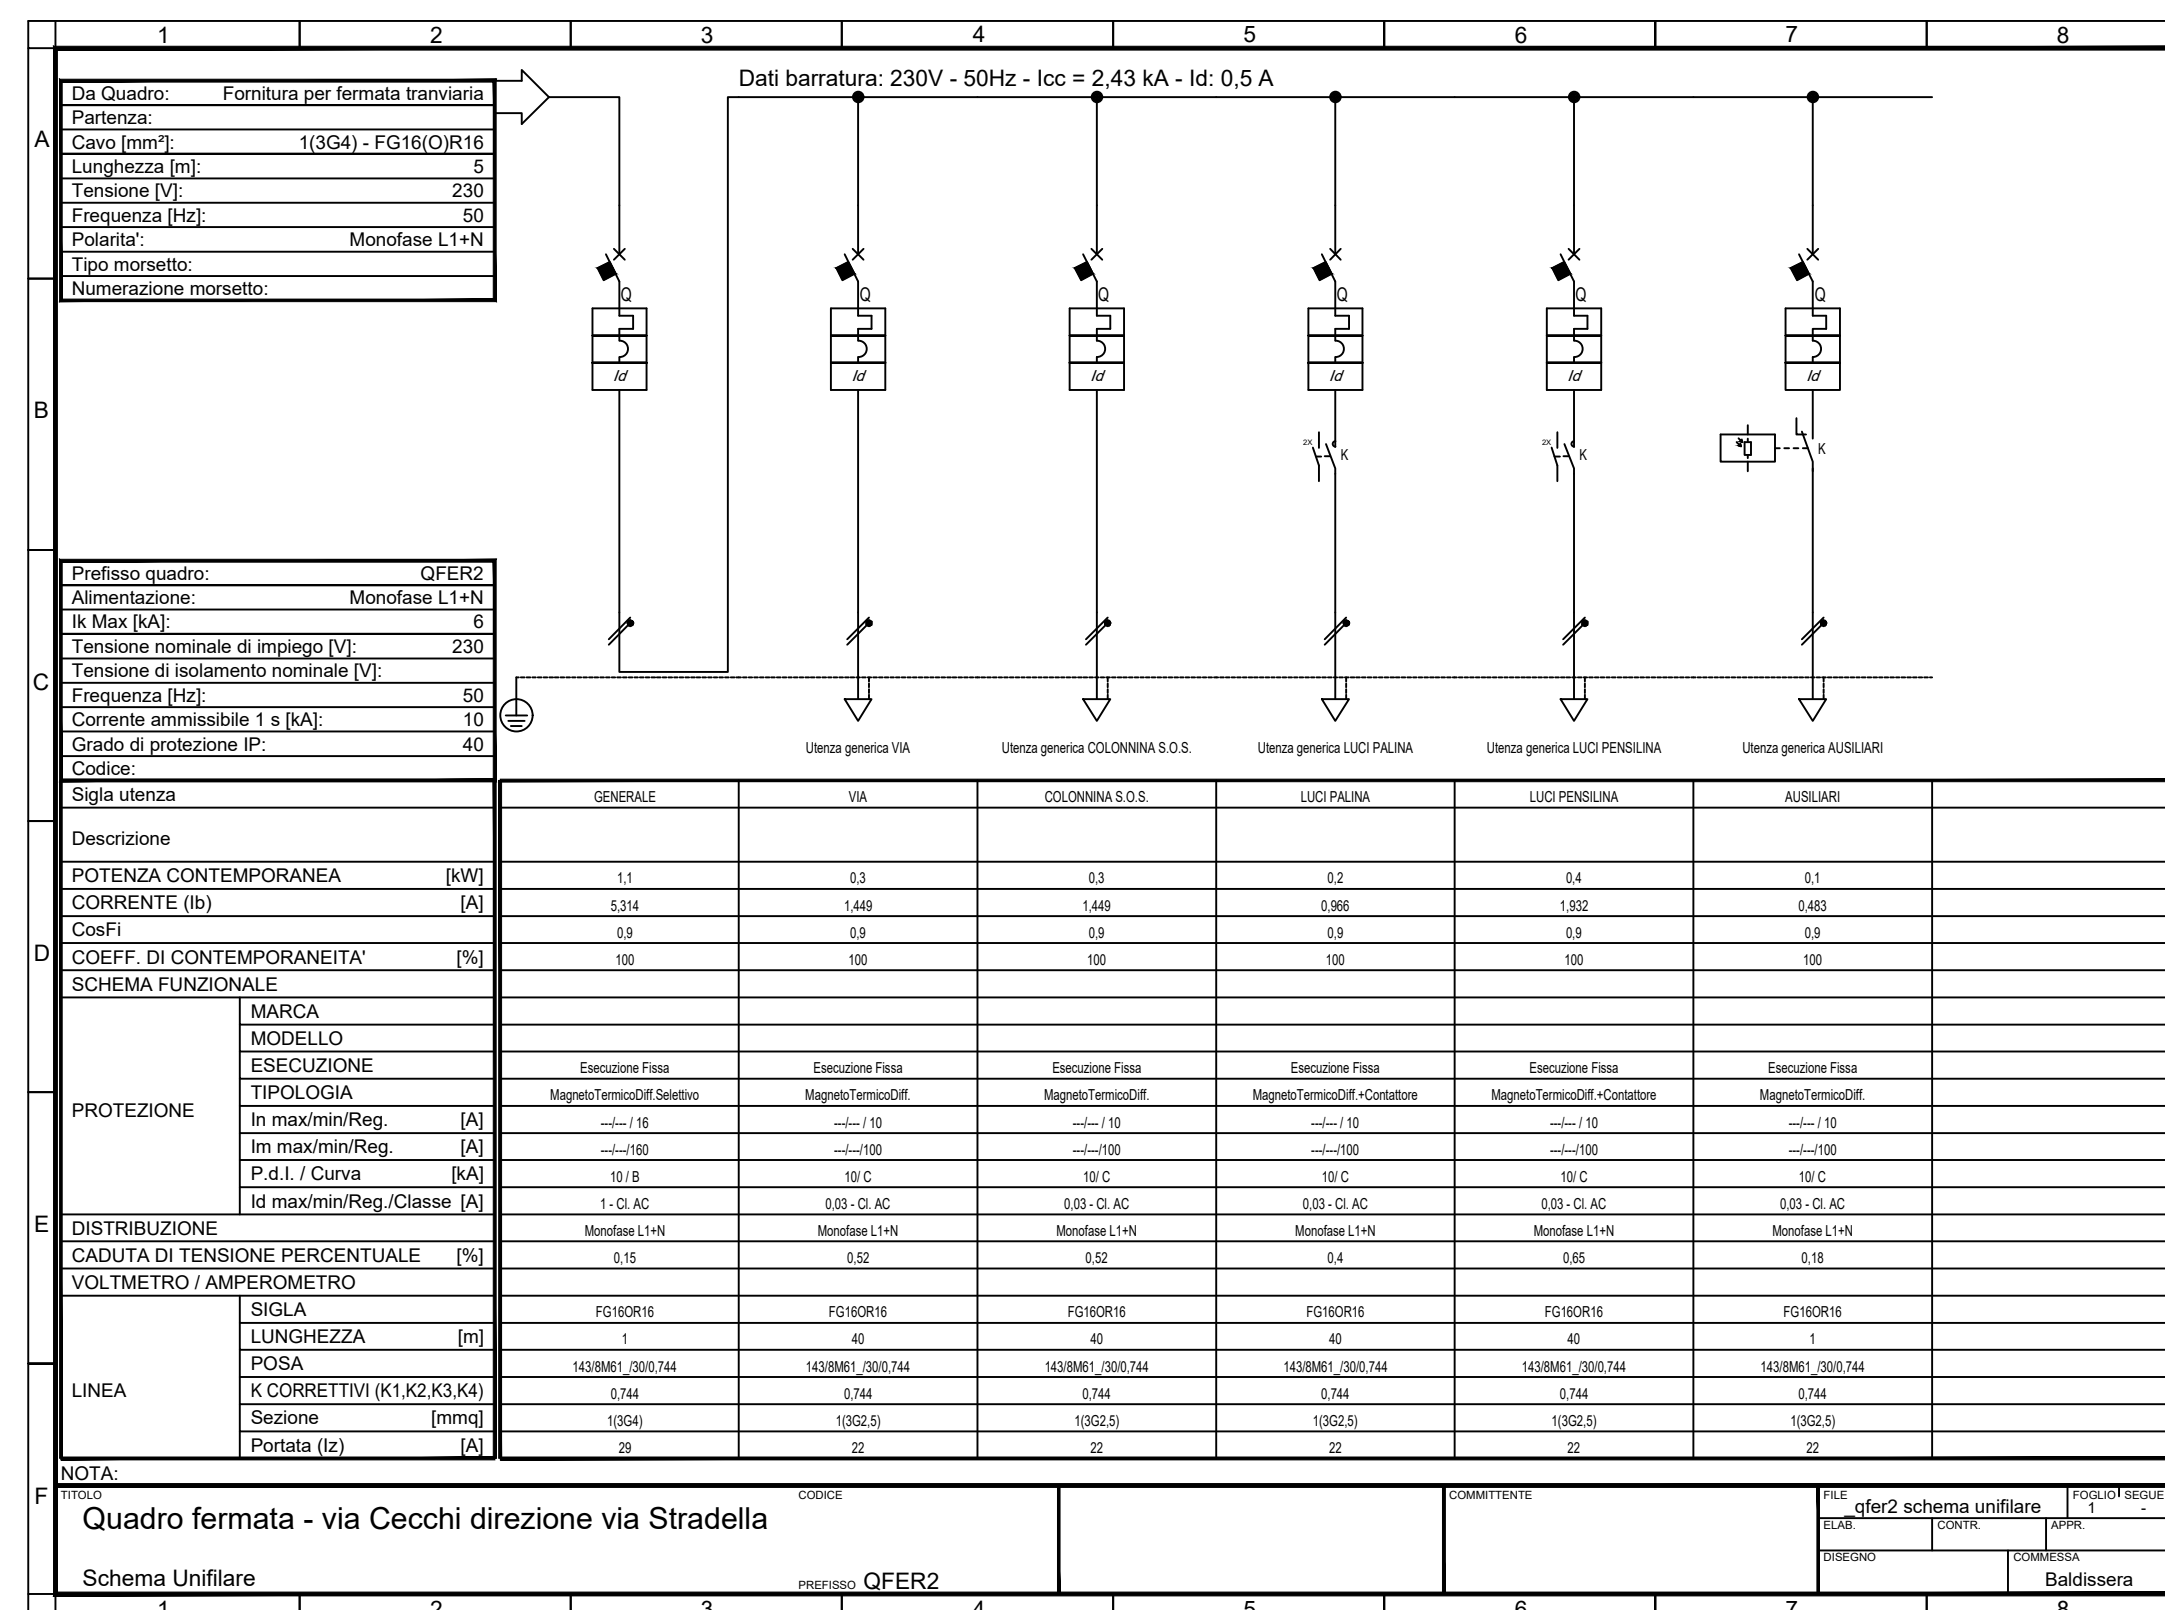 1 2 3 4 5 6 7 8
Dati barratura: 230V - 50Hz - Icc = 2,43 kA - Id: 0,5 A
A
B
C
D
E
F
Da Quadro: Fornitura per fermata tranviaria
Partenza:
Cavo [mm²]: 1(3G4) - FG16(O)R16
Lunghezza [m]: 5
Tensione [V]: 230
Frequenza [Hz]: 50
Polarita': Monofase L1+N
Tipo morsetto:
Numerazione morsetto:
Q Q Q Q Q Q
Id Id Id Id Id Id
2X K 2X K K
Prefisso quadro: QFER2
Alimentazione: Monofase L1+N
Ik Max [kA]: 6
Tensione nominale di impiego [V]: 230
Tensione di isolamento nominale [V]:
Frequenza [Hz]: 50
Corrente ammissibile 1 s [kA]: 10
Grado di protezione IP: 40
Codice:
Utenza generica VIA Utenza generica COLONNINA S.O.S. Utenza generica LUCI PALINA Utenza generica LUCI PENSILINA Utenza generica AUSILIARI
Sigla utenza GENERALE VIA COLONNINA S.O.S. LUCI PALINA LUCI PENSILINA AUSILIARI
Descrizione
POTENZA CONTEMPORANEA [kW] 1,1 0,3 0,3 0,2 0,4 0,1
CORRENTE (Ib) [A] 5,314 1,449 1,449 0,966 1,932 0,483
CosFi 0,9 0,9 0,9 0,9 0,9 0,9
COEFF. DI CONTEMPORANEITA' [%] 100 100 100 100 100 100
SCHEMA FUNZIONALE
PROTEZIONE
MARCA
MODELLO
ESECUZIONE Esecuzione Fissa Esecuzione Fissa Esecuzione Fissa Esecuzione Fissa Esecuzione Fissa Esecuzione Fissa
TIPOLOGIA MagnetoTermicoDiff.Selettivo MagnetoTermicoDiff. MagnetoTermicoDiff. MagnetoTermicoDiff.+Contattore MagnetoTermicoDiff.+Contattore MagnetoTermicoDiff.
In max/min/Reg. [A] ---/--- / 16 ---/--- / 10 ---/--- / 10 ---/--- / 10 ---/--- / 10 ---/--- / 10
Im max/min/Reg. [A] ---/---/160 ---/---/100 ---/---/100 ---/---/100 ---/---/100 ---/---/100
P.d.I. / Curva [kA] 10 / B 10/ C 10/ C 10/ C 10/ C 10/ C
Id max/min/Reg./Classe [A] 1 - Cl. AC 0,03 - Cl. AC 0,03 - Cl. AC 0,03 - Cl. AC 0,03 - Cl. AC 0,03 - Cl. AC
DISTRIBUZIONE Monofase L1+N Monofase L1+N Monofase L1+N Monofase L1+N Monofase L1+N Monofase L1+N
CADUTA DI TENSIONE PERCENTUALE [%] 0,15 0,52 0,52 0,4 0,65 0,18
VOLTMETRO / AMPEROMETRO
LINEA
SIGLA FG16OR16 FG16OR16 FG16OR16 FG16OR16 FG16OR16 FG16OR16
LUNGHEZZA [m] 1 40 40 40 40 1
POSA 143/8M61_/30/0,744 143/8M61_/30/0,744 143/8M61_/30/0,744 143/8M61_/30/0,744 143/8M61_/30/0,744 143/8M61_/30/0,744
K CORRETTIVI (K1,K2,K3,K4) 0,744 0,744 0,744 0,744 0,744 0,744
Sezione [mmq] 1(3G4) 1(3G2,5) 1(3G2,5) 1(3G2,5) 1(3G2,5) 1(3G2,5)
Portata (Iz) [A] 29 22 22 22 22 22
NOTA:
TITOLO
Quadro fermata - via Cecchi direzione via Stradella
Schema Unifilare
CODICE
PREFISSO QFER2
COMMITTENTE
FILE _qfer2 schema unifilare
FOGLIO 1
SEGUE -
ELAB. CONTR. APPR.
DISEGNO
COMMESSA
Baldissera
1 2 3 4 5 6 7 8